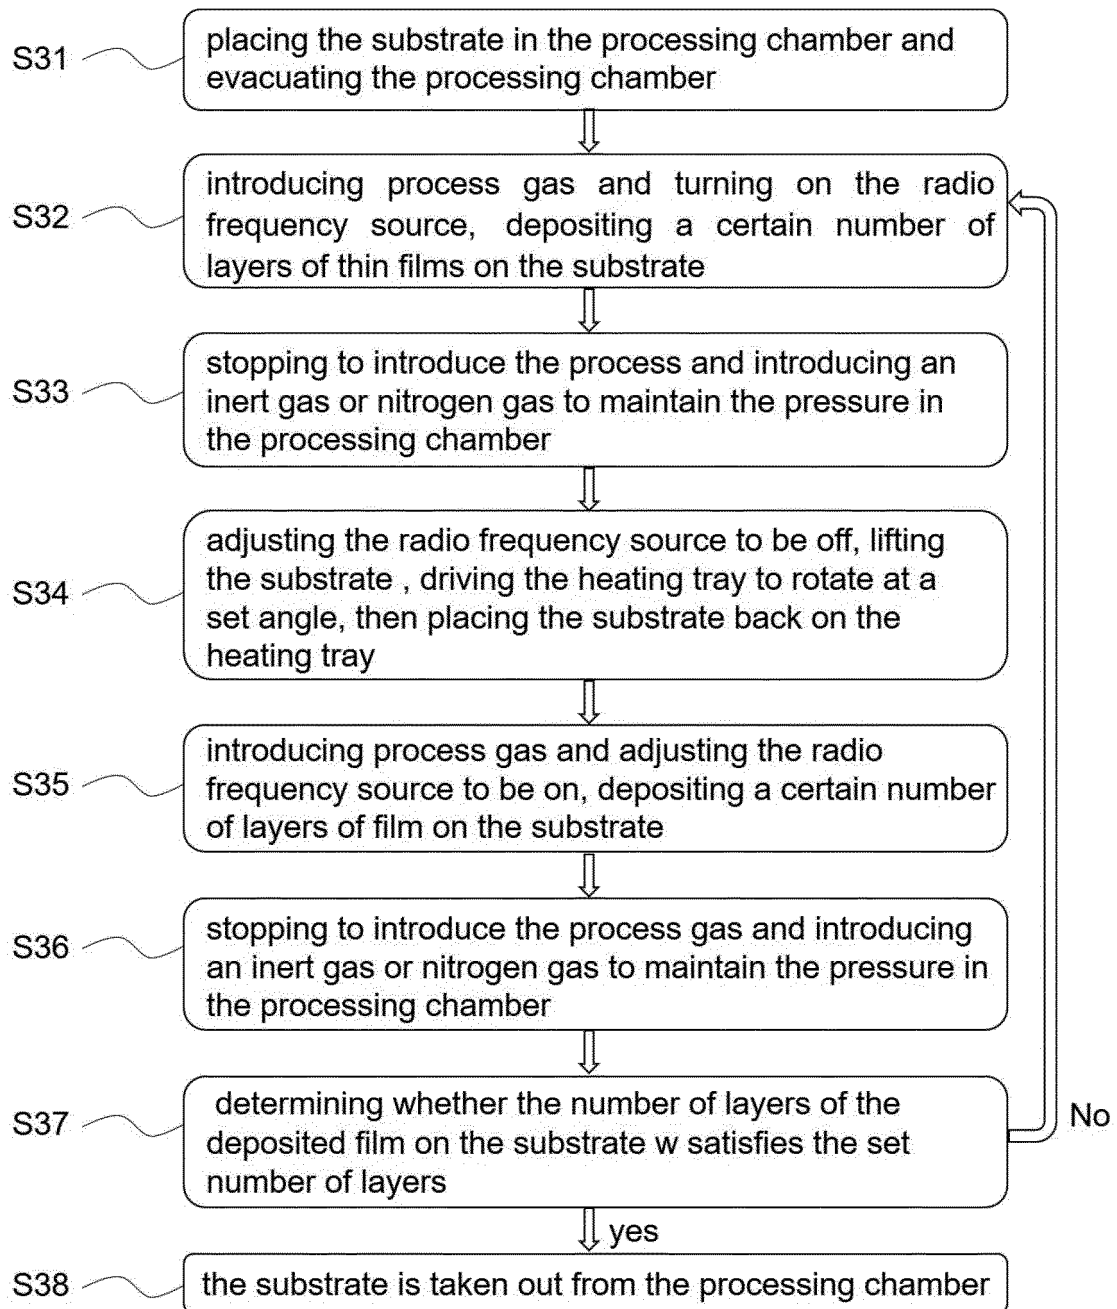 S31
placing the substrate in the processing chamber and
evacuating the processing chamber
S32
introducing process gas and turning on the radio
frequency source, depositing a certain number of
layers of thin films on the substrate
S33
stopping to introduce the process and introducing an
inert gas or nitrogen gas to maintain the pressure in
the processing chamber
S34
adjusting the radio frequency source to be off, lifting
the substrate , driving the heating tray to rotate at a
set angle, then placing the substrate back on the
heating tray
S35
introducing process gas and adjusting the radio
frequency source to be on, depositing a certain number
of layers of film on the substrate
S36
stopping to introduce the process gas and introducing
an inert gas or nitrogen gas to maintain the pressure in
the processing chamber
S37
determining whether the number of layers of the
deposited film on the substrate w satisfies the set
number of layers
No
yes
S38
the substrate is taken out from the processing chamber